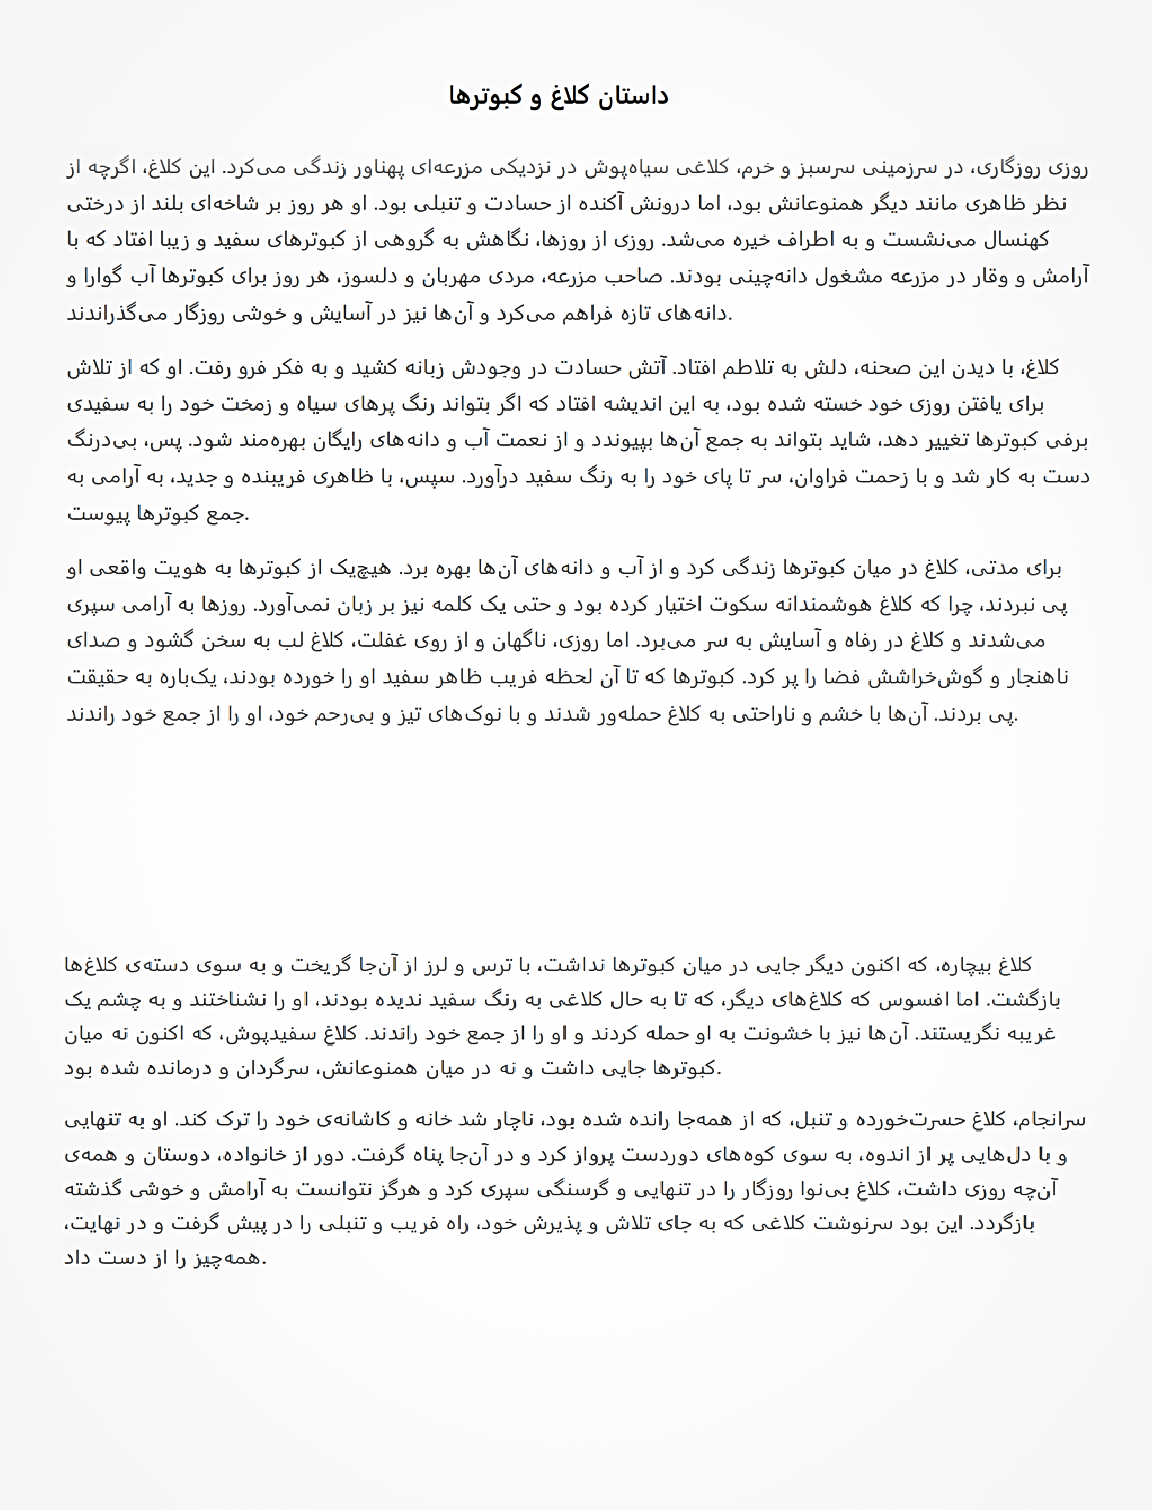 داستان کلاغ و کبوترها
روزی روزگاری، در سرزمینی سرسبز و خرم، کلاغی سیاه‌پوش در نزدیکی مزرعه‌ای پهناور زندگی می‌کرد. این کلاغ، اگرچه از
نظر ظاهری مانند دیگر همنوعانش بود، اما درونش آکنده از حسادت و تنبلی بود. او هر روز بر شاخه‌ای بلند از درختی
کهنسال می‌نشست و به اطراف خیره می‌شد. روزی از روزها، نگاهش به گروهی از کبوترهای سفید و زیبا افتاد که با
آرامش و وقار در مزرعه مشغول دانه‌چینی بودند. صاحب مزرعه، مردی مهربان و دلسوز، هر روز برای کبوترها آب گوارا و
دانه‌های تازه فراهم می‌کرد و آن‌ها نیز در آسایش و خوشی روزگار می‌گذراندند.
کلاغ، با دیدن این صحنه، دلش به تلاطم افتاد. آتش حسادت در وجودش زبانه کشید و به فکر فرو رفت. او که از تلاش
برای یافتن روزی خود خسته شده بود، به این اندیشه افتاد که اگر بتواند رنگ پرهای سیاه و زمخت خود را به سفیدی
برفی کبوترها تغییر دهد، شاید بتواند به جمع آن‌ها بپیوندد و از نعمت آب و دانه‌های رایگان بهره‌مند شود. پس، بی‌درنگ
دست به کار شد و با زحمت فراوان، سر تا پای خود را به رنگ سفید درآورد. سپس، با ظاهری فریبنده و جدید، به آرامی به
جمع کبوترها پیوست.
برای مدتی، کلاغ در میان کبوترها زندگی کرد و از آب و دانه‌های آن‌ها بهره برد. هیچ‌یک از کبوترها به هویت واقعی او
پی نبردند، چرا که کلاغ هوشمندانه سکوت اختیار کرده بود و حتی یک کلمه نیز بر زبان نمی‌آورد. روزها به آرامی سپری
می‌شدند و کلاغ در رفاه و آسایش به سر می‌برد. اما روزی، ناگهان و از روی غفلت، کلاغ لب به سخن گشود و صدای
ناهنجار و گوش‌خراشش فضا را پر کرد. کبوترها که تا آن لحظه فریب ظاهر سفید او را خورده بودند، یک‌باره به حقیقت
پی بردند. آن‌ها با خشم و ناراحتی به کلاغ حمله‌ور شدند و با نوک‌های تیز و بی‌رحم خود، او را از جمع خود راندند.
کلاغ بیچاره، که اکنون دیگر جایی در میان کبوترها نداشت، با ترس و لرز از آن‌جا گریخت و به سوی دسته‌ی کلاغ‌ها
بازگشت. اما افسوس که کلاغ‌های دیگر، که تا به حال کلاغی به رنگ سفید ندیده بودند، او را نشناختند و به چشم یک
غریبه نگریستند. آن‌ها نیز با خشونت به او حمله کردند و او را از جمع خود راندند. کلاغ سفیدپوش، که اکنون نه میان
کبوترها جایی داشت و نه در میان همنوعانش، سرگردان و درمانده شده بود.
سرانجام، کلاغ حسرت‌خورده و تنبل، که از همه‌جا رانده شده بود، ناچار شد خانه و کاشانه‌ی خود را ترک کند. او به تنهایی
و با دل‌هایی پر از اندوه، به سوی کوه‌های دوردست پرواز کرد و در آن‌جا پناه گرفت. دور از خانواده، دوستان و همه‌ی
آن‌چه روزی داشت، کلاغ بی‌نوا روزگار را در تنهایی و گرسنگی سپری کرد و هرگز نتوانست به آرامش و خوشی گذشته
بازگردد. این بود سرنوشت کلاغی که به جای تلاش و پذیرش خود، راه فریب و تنبلی را در پیش گرفت و در نهایت،
همه‌چیز را از دست داد.